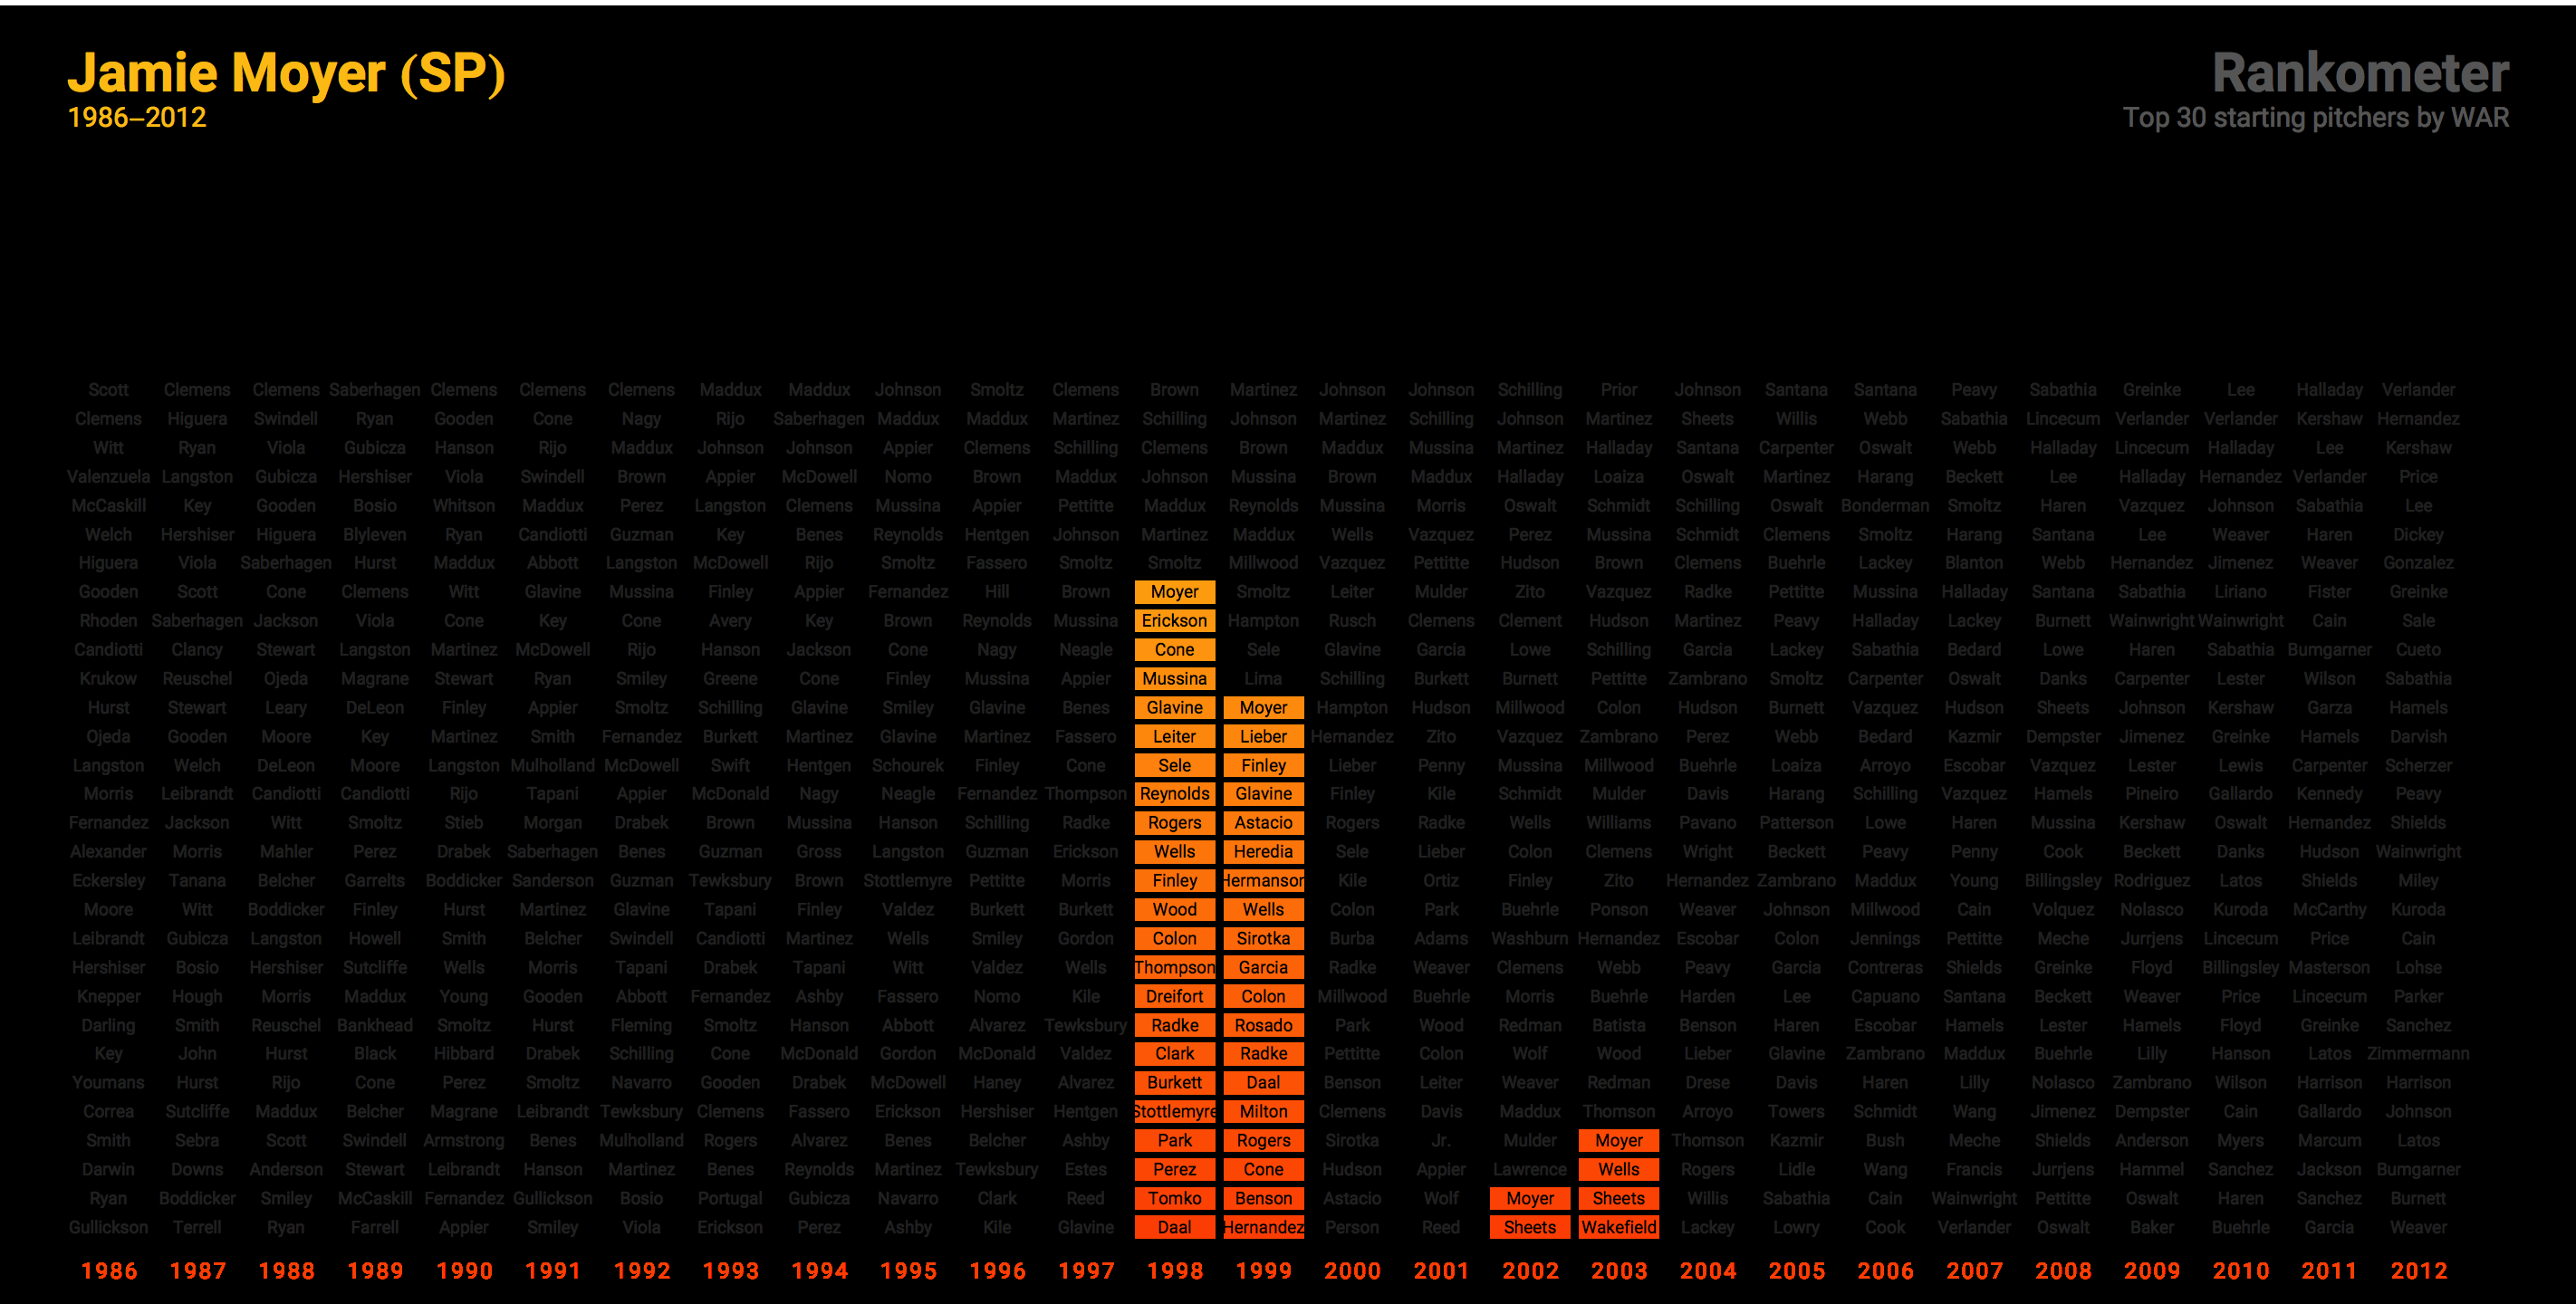 Jamie Moyer (SP)
1986–2012
Rankometer
Top 30 starting pitchers by WAR
Scott Clemens Clemens Saberhagen Clemens Clemens Clemens Maddux Maddux Johnson Smoltz Clemens Brown Martinez Johnson Johnson Schilling Prior Johnson Santana Santana Peavy Sabathia Greinke Lee Halladay Verlander
Clemens Higuera Swindell Ryan Gooden Cone Nagy Rijo Saberhagen Maddux Maddux Martinez Schilling Johnson Martinez Schilling Johnson Martinez Sheets Willis Webb Sabathia Lincecum Verlander Verlander Kershaw Hernandez
Witt Ryan Viola Gubicza Hanson Rijo Maddux Johnson Johnson Appier Clemens Schilling Clemens Brown Maddux Mussina Martinez Halladay Santana Carpenter Oswalt Webb Halladay Lincecum Halladay Lee Kershaw
Valenzuela Langston Gubicza Hershiser Viola Swindell Brown Appier McDowell Nomo Brown Maddux Johnson Mussina Brown Maddux Halladay Loaiza Oswalt Martinez Harang Beckett Lee Halladay Hernandez Verlander Price
McCaskill Key Gooden Bosio Whitson Maddux Perez Langston Clemens Mussina Appier Pettitte Maddux Reynolds Mussina Morris Oswalt Schmidt Schilling Oswalt Bonderman Smoltz Haren Vazquez Johnson Sabathia Lee
Welch Hershiser Higuera Blyleven Ryan Candiotti Guzman Key Benes Reynolds Hentgen Johnson Martinez Maddux Wells Vazquez Perez Mussina Schmidt Clemens Smoltz Harang Santana Lee Weaver Haren Dickey
Higuera Viola Saberhagen Hurst Maddux Abbott Langston McDowell Rijo Smoltz Fassero Smoltz Smoltz Millwood Vazquez Pettitte Hudson Brown Clemens Buehrle Lackey Blanton Webb Hernandez Jimenez Weaver Gonzalez
Gooden Scott Cone Clemens Witt Glavine Mussina Finley Appier Fernandez Hill Brown Moyer Smoltz Leiter Mulder Zito Vazquez Radke Pettitte Mussina Halladay Santana Sabathia Liriano Fister Greinke
Rhoden Saberhagen Jackson Viola Cone Key Cone Avery Key Brown Reynolds Mussina Erickson Hampton Rusch Clemens Clement Hudson Martinez Peavy Halladay Lackey Burnett Wainwright Wainwright Cain Sale
Candiotti Clancy Stewart Langston Martinez McDowell Rijo Hanson Jackson Cone Nagy Neagle Cone Sele Glavine Garcia Lowe Schilling Garcia Lackey Sabathia Bedard Lowe Haren Sabathia Bumgarner Cueto
Krukow Reuschel Ojeda Magrane Stewart Ryan Smiley Greene Cone Finley Mussina Appier Mussina Lima Schilling Burkett Burnett Pettitte Zambrano Smoltz Carpenter Oswalt Danks Carpenter Lester Wilson Sabathia
Hurst Stewart Leary DeLeon Finley Appier Smoltz Schilling Glavine Smiley Glavine Benes Glavine Moyer Hampton Hudson Millwood Colon Hudson Burnett Vazquez Hudson Sheets Johnson Kershaw Garza Hamels
Ojeda Gooden Moore Key Martinez Smith Fernandez Burkett Martinez Glavine Martinez Fassero Leiter Lieber Hernandez Zito Vazquez Zambrano Perez Webb Bedard Kazmir Dempster Jimenez Greinke Hamels Darvish
Langston Welch DeLeon Moore Langston Mulholland McDowell Swift Hentgen Schourek Finley Cone Sele Finley Lieber Penny Mussina Millwood Buehrle Loaiza Arroyo Escobar Vazquez Lester Lewis Carpenter Scherzer
Morris Leibrandt Candiotti Candiotti Rijo Tapani Appier McDonald Nagy Neagle Fernandez Thompson Reynolds Glavine Finley Kile Schmidt Mulder Davis Harang Schilling Vazquez Hamels Pineiro Gallardo Kennedy Peavy
Fernandez Jackson Witt Smoltz Stieb Morgan Drabek Brown Mussina Hanson Schilling Radke Rogers Astacio Rogers Radke Wells Williams Pavano Patterson Lowe Haren Mussina Kershaw Oswalt Hernandez Shields
Alexander Morris Mahler Perez Drabek Saberhagen Benes Guzman Gross Langston Guzman Erickson Wells Heredia Sele Lieber Colon Clemens Wright Beckett Peavy Penny Cook Beckett Danks Hudson Wainwright
Eckersley Tanana Belcher Garrelts Boddicker Sanderson Guzman Tewksbury Brown Stottlemyre Pettitte Morris Finley Hermanson Kile Ortiz Finley Zito Hernandez Zambrano Maddux Young Billingsley Rodriguez Latos Shields Miley
Moore Witt Boddicker Finley Hurst Martinez Glavine Tapani Finley Valdez Burkett Burkett Wood Wells Colon Park Buehrle Ponson Weaver Johnson Millwood Cain Volquez Nolasco Kuroda McCarthy Kuroda
Leibrandt Gubicza Langston Howell Smith Belcher Swindell Candiotti Martinez Wells Smiley Gordon Colon Sirotka Burba Adams Washburn Hernandez Escobar Colon Jennings Pettitte Meche Jurrjens Lincecum Price Cain
Hershiser Bosio Hershiser Sutcliffe Wells Morris Tapani Drabek Tapani Witt Valdez Wells Thompson Garcia Radke Weaver Clemens Webb Peavy Garcia Contreras Shields Greinke Floyd Billingsley Masterson Lohse
Knepper Hough Morris Maddux Young Gooden Abbott Fernandez Ashby Fassero Nomo Kile Dreifort Colon Millwood Buehrle Morris Buehrle Harden Lee Capuano Santana Beckett Weaver Price Lincecum Parker
Darling Smith Reuschel Bankhead Smoltz Hurst Fleming Smoltz Hanson Abbott Alvarez Tewksbury Radke Rosado Park Wood Redman Batista Benson Haren Escobar Hamels Lester Hamels Floyd Greinke Sanchez
Key John Hurst Black Hibbard Drabek Schilling Cone McDonald Gordon McDonald Valdez Clark Radke Pettitte Colon Wolf Wood Lieber Glavine Zambrano Maddux Buehrle Lilly Hanson Latos Zimmermann
Youmans Hurst Rijo Cone Perez Smoltz Navarro Gooden Drabek McDowell Haney Alvarez Burkett Daal Benson Leiter Weaver Redman Drese Davis Haren Lilly Nolasco Zambrano Wilson Harrison Harrison
Correa Sutcliffe Maddux Belcher Magrane Leibrandt Tewksbury Clemens Fassero Erickson Hershiser Hentgen Stottlemyre Milton Clemens Davis Maddux Thomson Arroyo Towers Schmidt Wang Jimenez Dempster Cain Gallardo Johnson
Smith Sebra Scott Swindell Armstrong Benes Mulholland Rogers Alvarez Benes Belcher Ashby Park Rogers Sirotka Jr. Mulder Moyer Thomson Kazmir Bush Meche Shields Anderson Myers Marcum Latos
Darwin Downs Anderson Stewart Leibrandt Hanson Martinez Benes Reynolds Martinez Tewksbury Estes Perez Cone Hudson Appier Lawrence Wells Rogers Lidle Wang Francis Jurrjens Hammel Sanchez Jackson Bumgarner
Ryan Boddicker Smiley McCaskill Fernandez Gullickson Bosio Portugal Gubicza Navarro Clark Reed Tomko Benson Astacio Wolf Moyer Sheets Willis Sabathia Cain Wainwright Pettitte Oswalt Haren Sanchez Burnett
Gullickson Terrell Ryan Farrell Appier Smiley Viola Erickson Perez Ashby Kile Glavine Daal Hernandez Person Reed Sheets Wakefield Lackey Lowry Cook Verlander Oswalt Baker Buehrle Garcia Weaver
1986 1987 1988 1989 1990 1991 1992 1993 1994 1995 1996 1997 1998 1999 2000 2001 2002 2003 2004 2005 2006 2007 2008 2009 2010 2011 2012